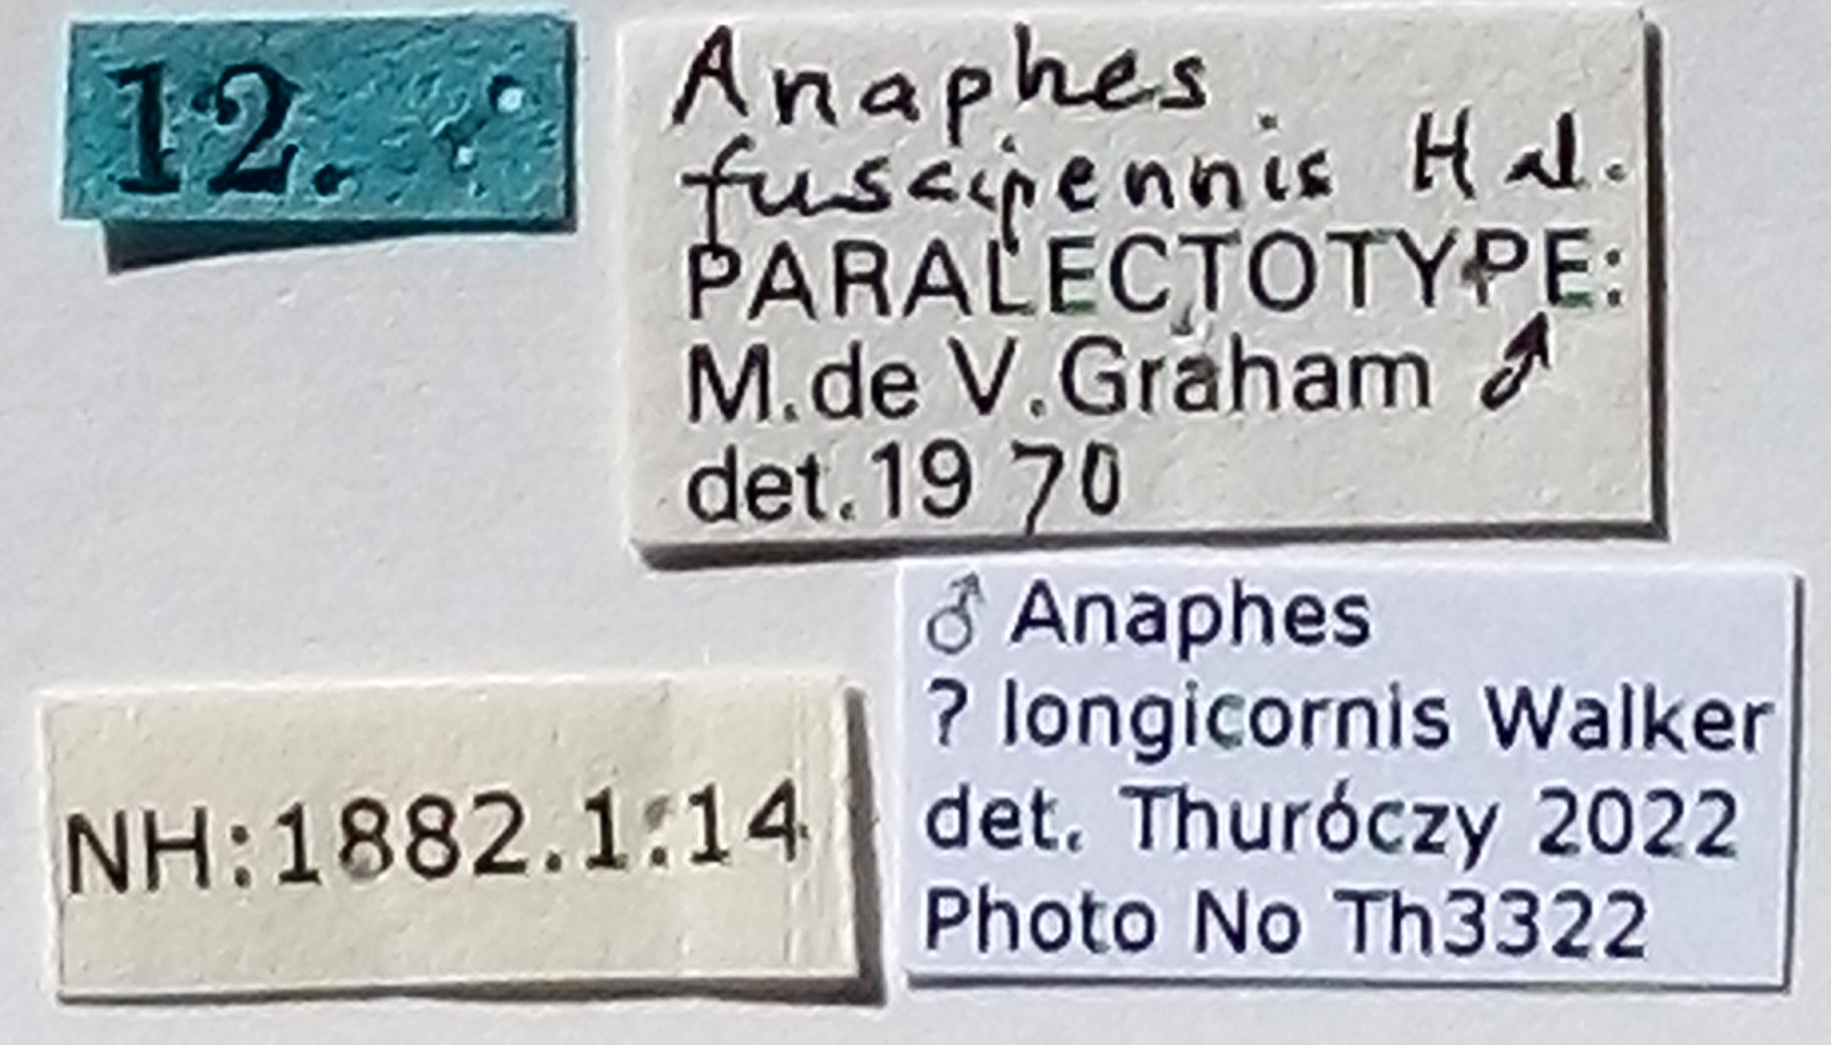 12.
Anaphes
fuscipennis Hal.
PARALECTOTYPE:
M.de V.Graham ♂
det.1970
♂ Anaphes
? longicornis Walker
det. Thuróczy 2022
Photo No Th3322
NH:1882.1:14